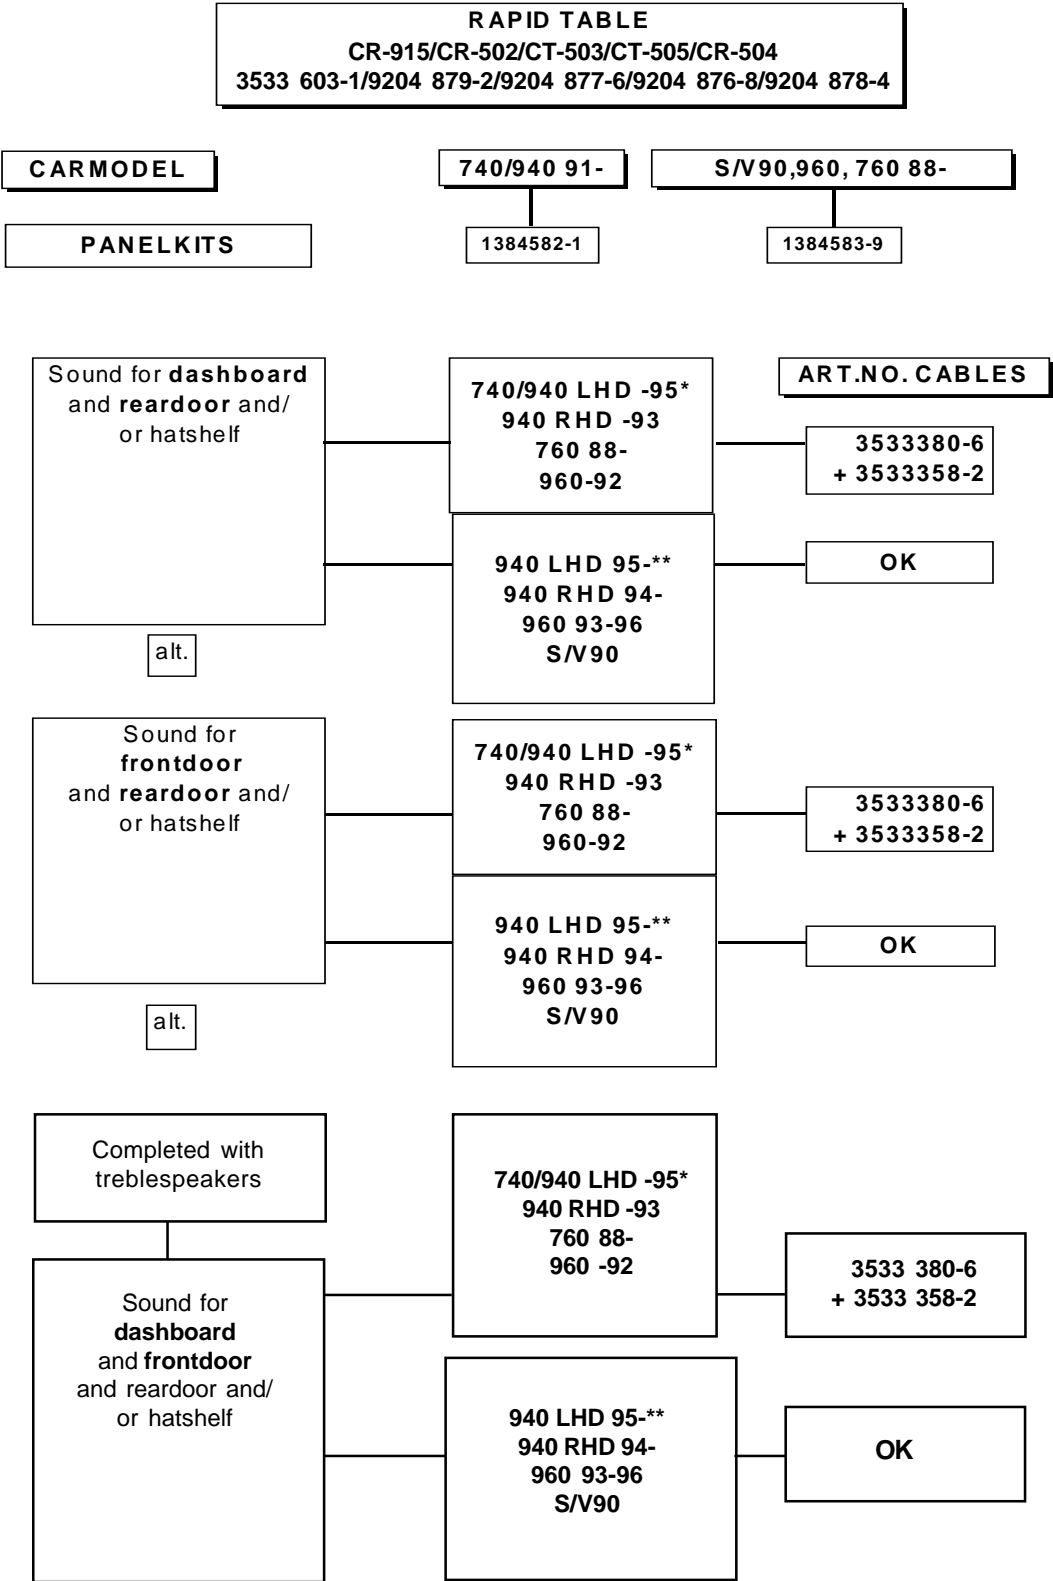 RAPID TABLE
CR-915/CR-502/CT-503/CT-505/CR-504
3533 603-1/9204 879-2/9204 877-6/9204 876-8/9204 878-4
CARMODEL
740/940 91-
S/V90,960, 760 88-
PANELKITS
1384582-1
1384583-9
Sound for dashboard
and reardoor and/
or hatshelf
740/940 LHD -95*
940 RHD -93
760 88-
960-92
ART.NO. CABLES
3533380-6
+ 3533358-2
940 LHD 95-**
940 RHD 94-
960 93-96
S/V90
OK
alt.
Sound for
frontdoor
and reardoor and/
or hatshelf
740/940 LHD -95*
940 RHD -93
760 88-
960-92
3533380-6
+ 3533358-2
940 LHD 95-**
940 RHD 94-
960 93-96
S/V90
OK
alt.
Completed with
treblespeakers
740/940 LHD -95*
940 RHD -93
760 88-
960 -92
3533 380-6
+ 3533 358-2
Sound for
dashboard
and frontdoor
and reardoor and/
or hatshelf
940 LHD 95-**
940 RHD 94-
960 93-96
S/V90
OK